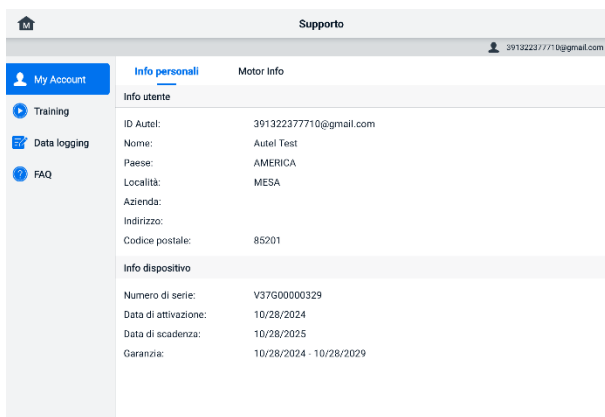 M
Supporto
391322377710@gmail.com
My Account
Training
Data logging
FAQ
Info personali
Motor Info
Info utente
ID Autel: 391322377710@gmail.com
Nome: Autel Test
Paese: AMERICA
Località: MESA
Azienda:
Indirizzo:
Codice postale: 85201
Info dispositivo
Numero di serie: V37G00000329
Data di attivazione: 10/28/2024
Data di scadenza: 10/28/2025
Garanzia: 10/28/2024 - 10/28/2029